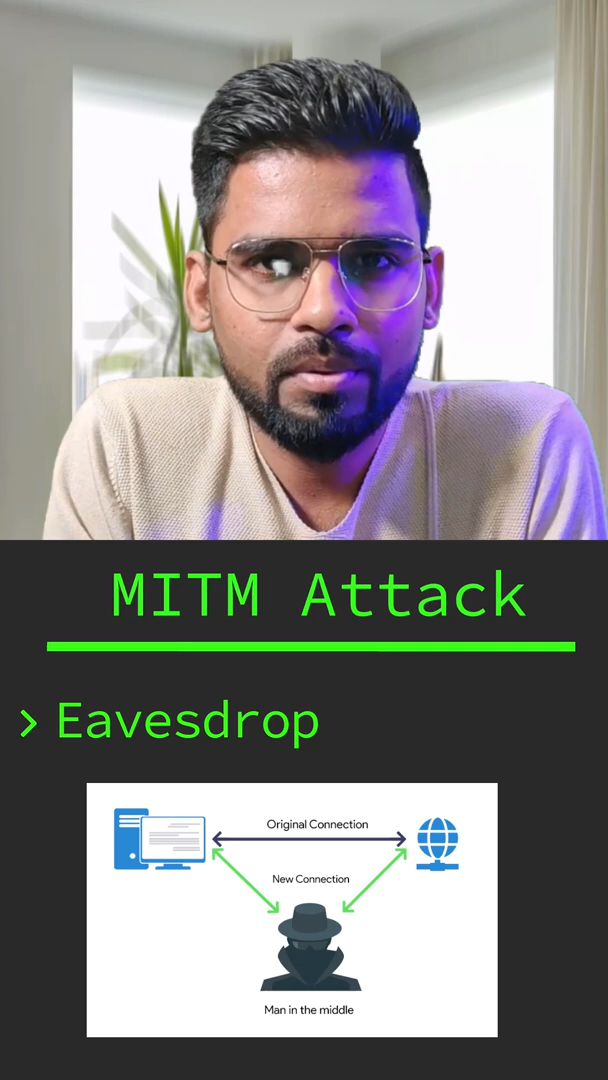 MITM Attack
> Eavesdrop
Original Connection
New Connection
Man in the middle